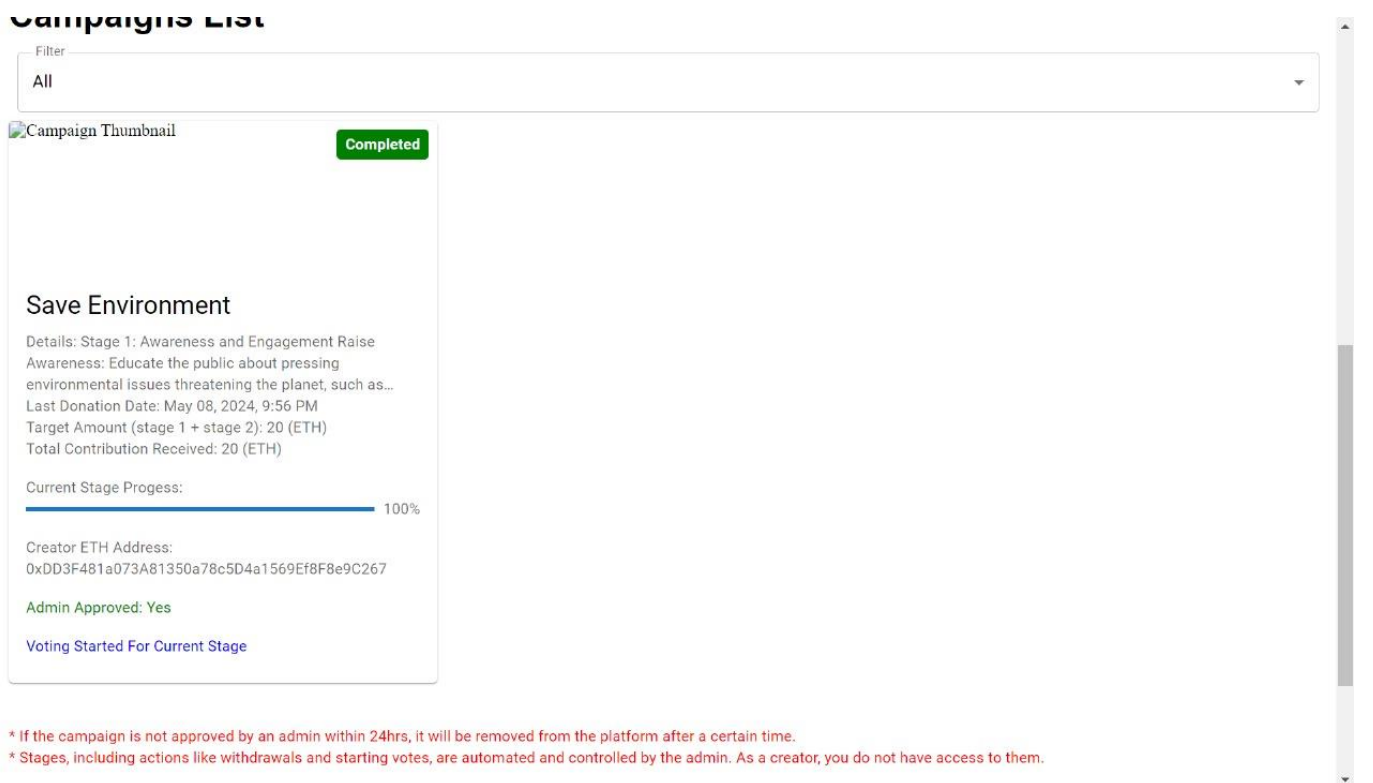 Campaigns List
Filter
All
Campaign Thumbnail
Completed
Save Environment
Details: Stage 1: Awareness and Engagement Raise
Awareness: Educate the public about pressing
environmental issues threatening the planet, such as...
Last Donation Date: May 08, 2024, 9:56 PM
Target Amount (stage 1 + stage 2): 20 (ETH)
Total Contribution Received: 20 (ETH)
Current Stage Progess:
100%
Creator ETH Address:
0xDD3F481a073A81350a78c5D4a1569Ef8F8e9C267
Admin Approved: Yes
Voting Started For Current Stage
* If the campaign is not approved by an admin within 24hrs, it will be removed from the platform after a certain time.
* Stages, including actions like withdrawals and starting votes, are automated and controlled by the admin. As a creator, you do not have access to them.